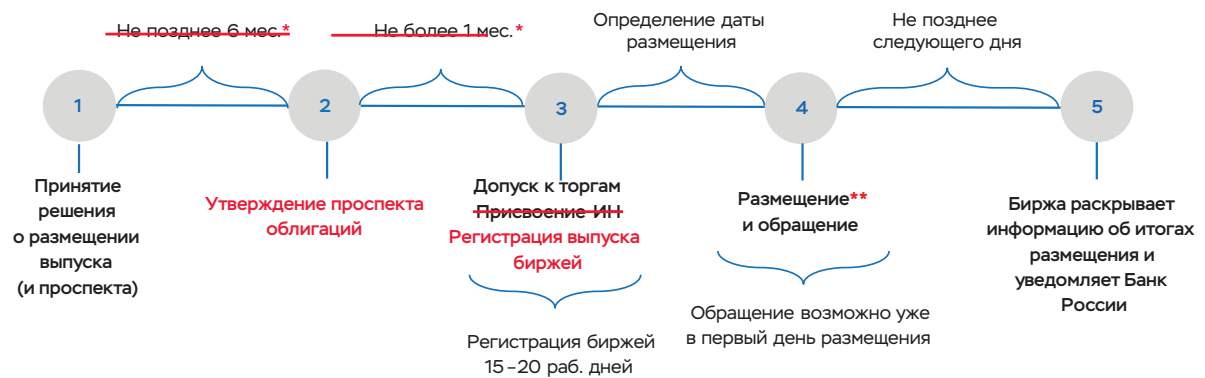 Не позднее 6 мес.*
Не более 1 мес.*
Определение даты
размещения
Не позднее
следующего дня
1
2
3
4
5
Принятие
решения
о размещении
выпуска
(и проспекта)
Утверждение проспекта
облигаций
Допуск к торгам
Присвоение ИН
Регистрация выпуска
биржей
Регистрация биржей
15–20 раб. дней
Размещение**
и обращение
Обращение возможно уже
в первый день размещения
Биржа раскрывает
информацию об итогах
размещения и
уведомляет Банк
России